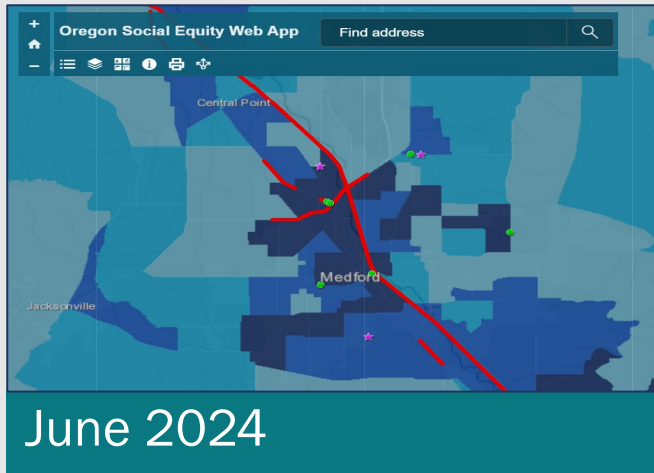 Oregon Social Equity Web App
Find address
Central Point
Medford
Jacksonville
June 2024